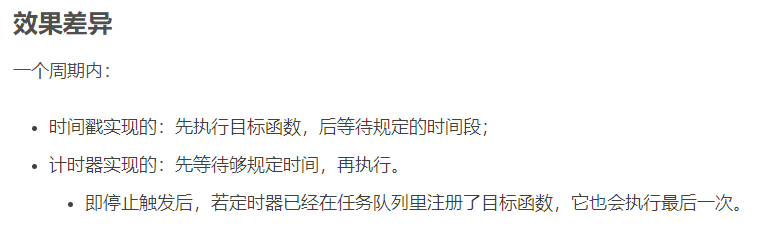 效果差异
一个周期内：
时间戳实现的：先执行目标函数，后等待规定的时间段；
计时器实现的：先等待够规定时间，再执行。
即停止触发后，若定时器已经在任务队列里注册了目标函数，它也会执行最后一次。